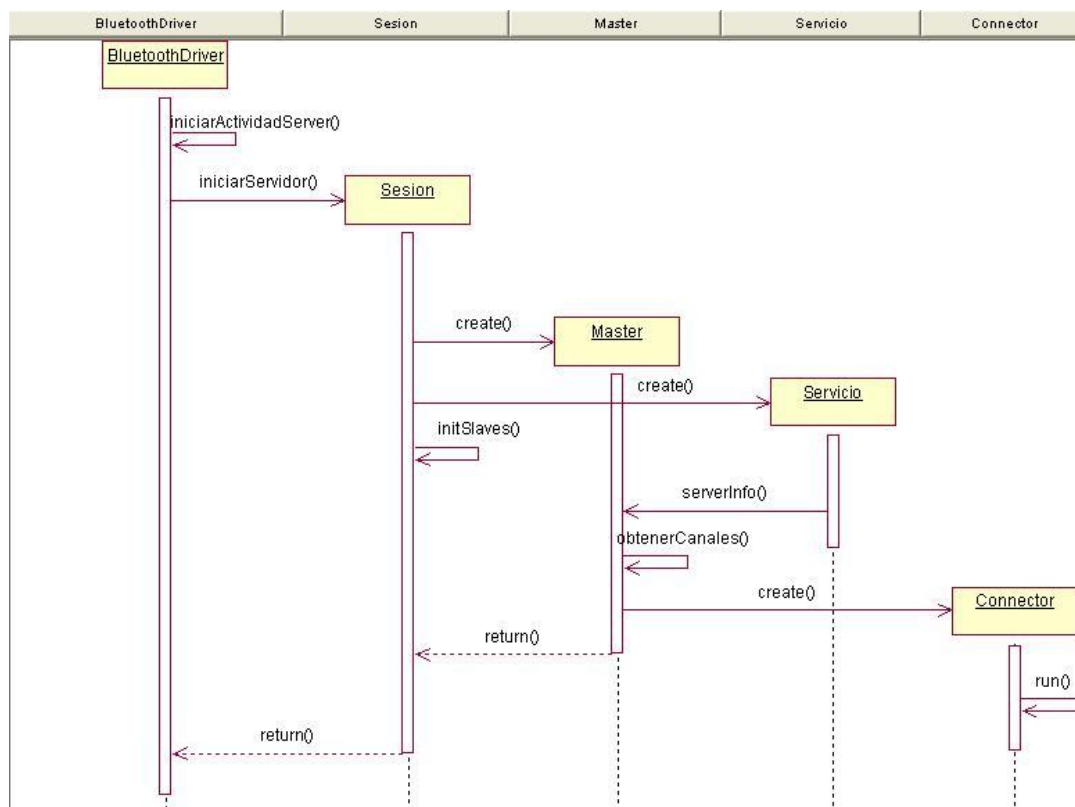 BluetoothDriver
Sesion
Master
Servicio
Connector
BluetoothDriver
iniciarActividadServer()
iniciarServidor()
Sesion
create()
Master
create()
Servicio
initSlaves()
serverInfo()
obtenerCanales()
create()
Connector
return()
run()
return()